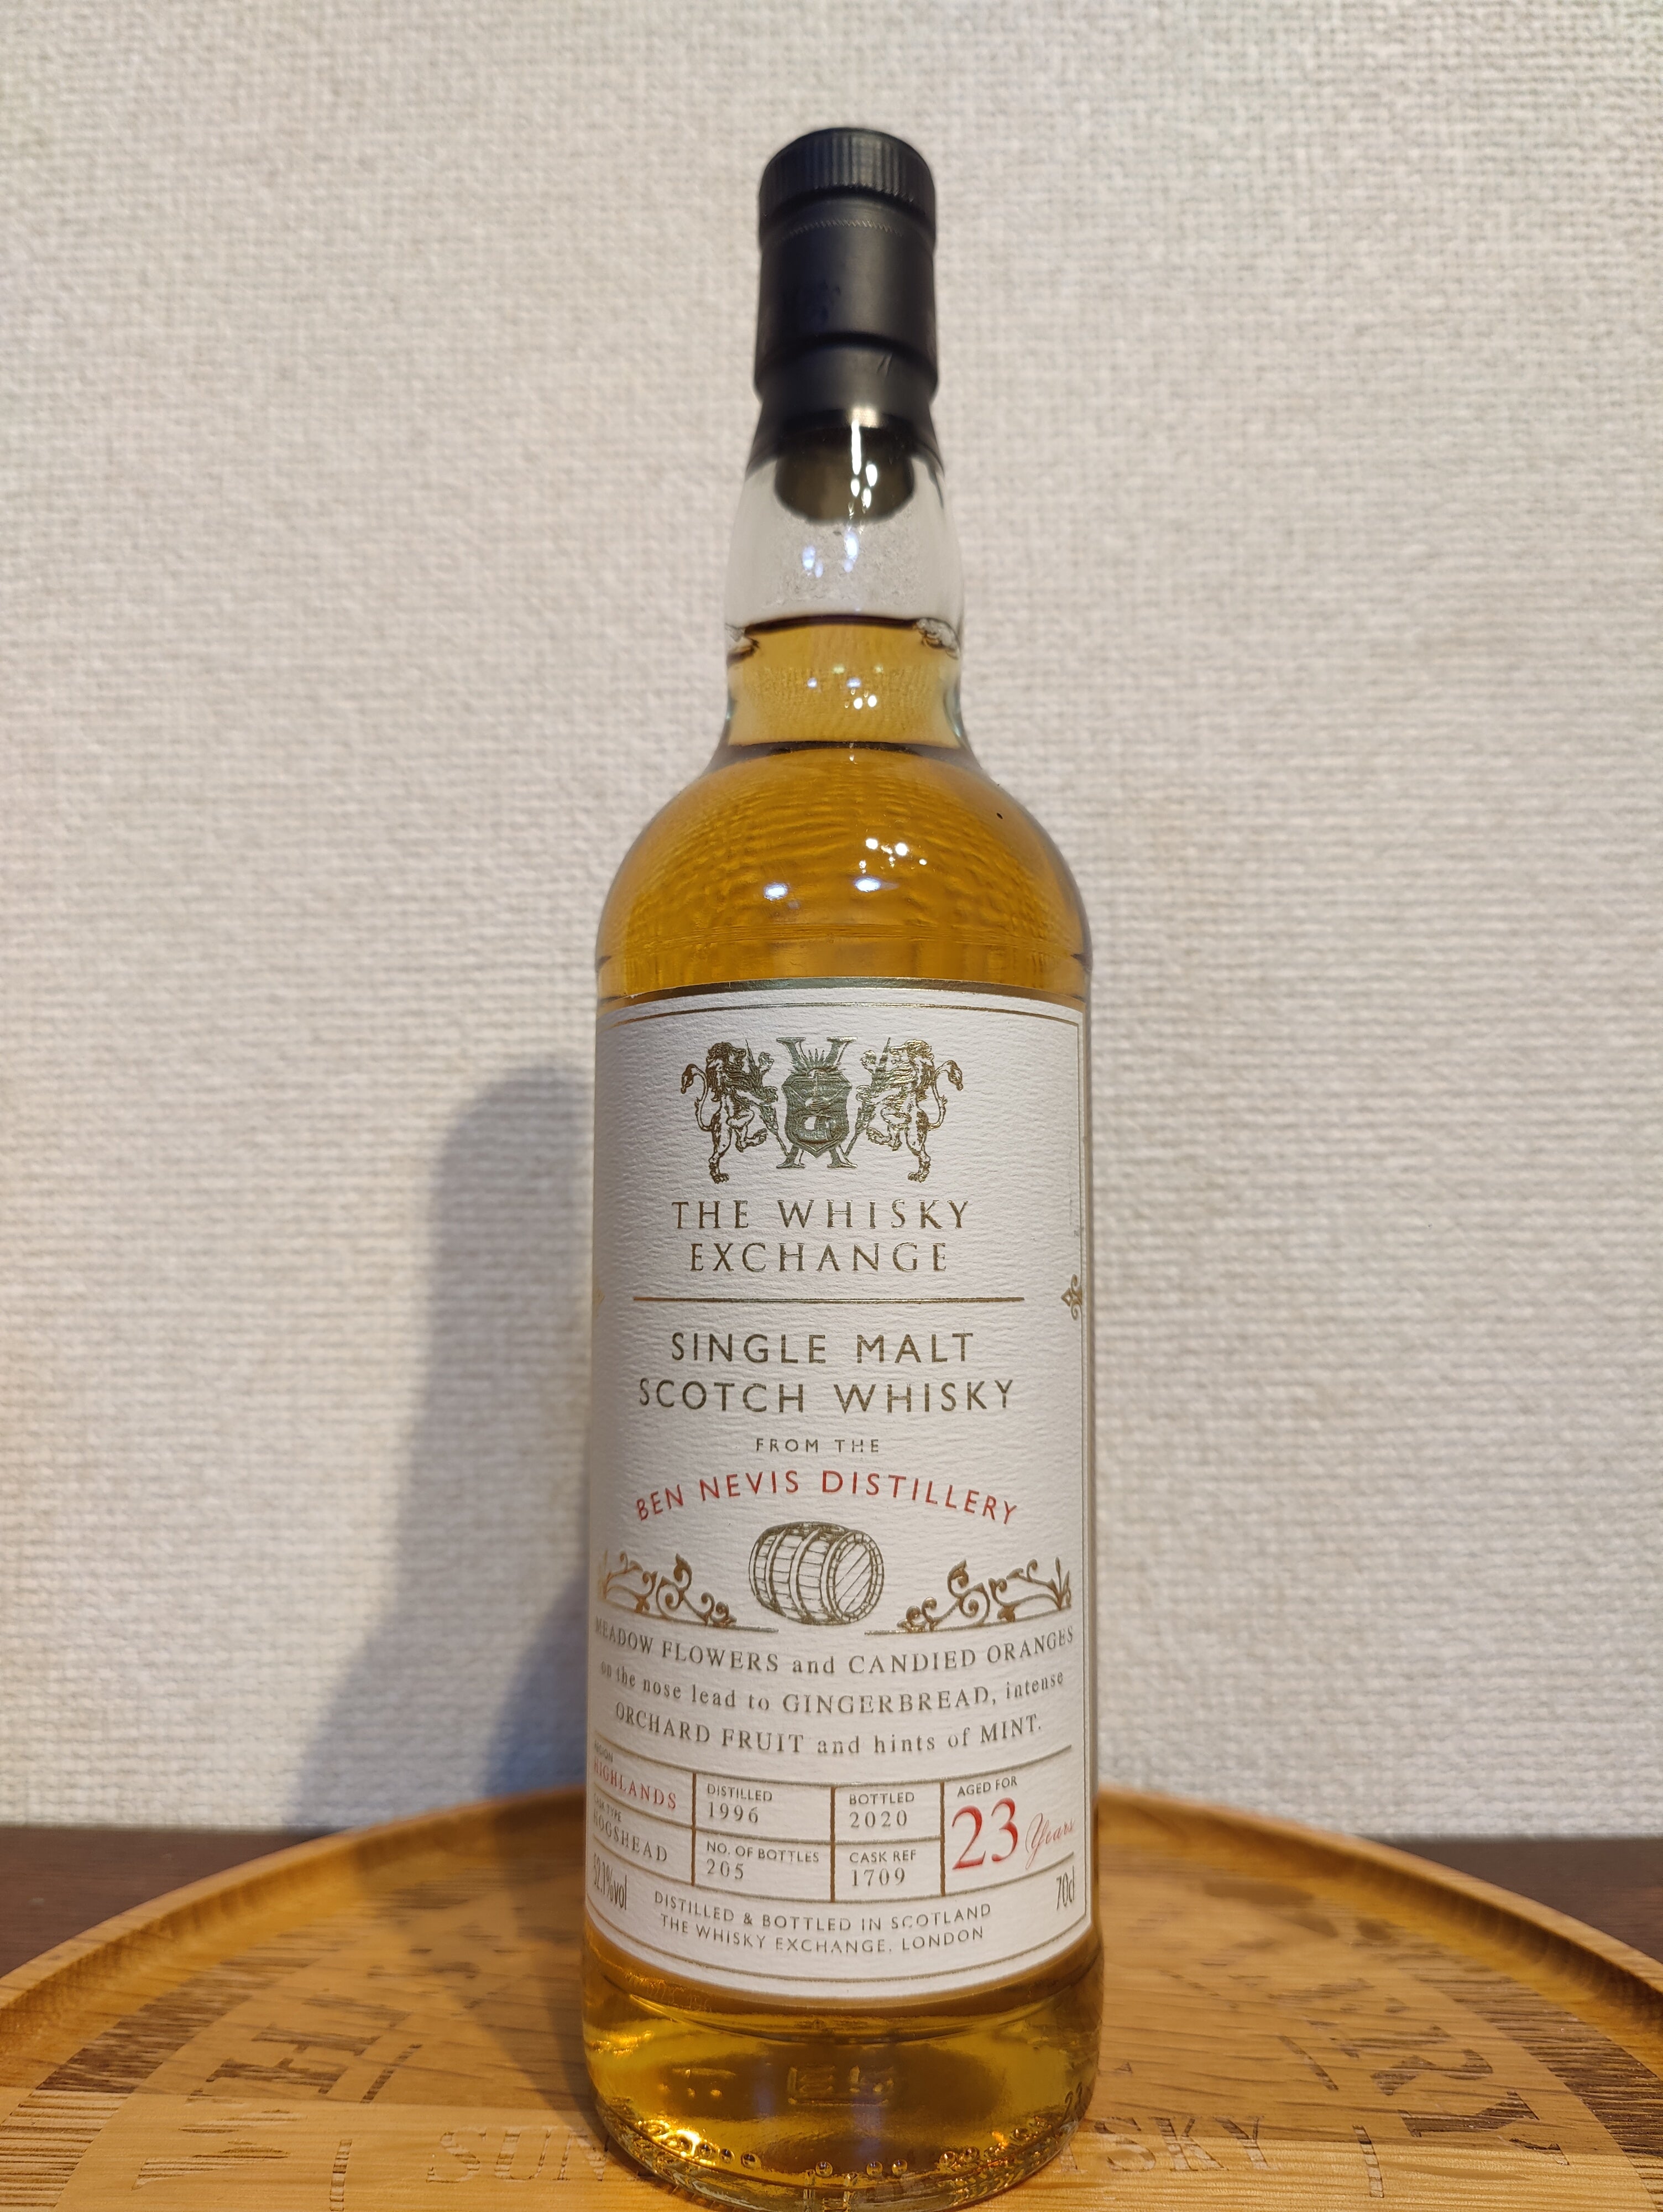 THE WHISKY
EXCHANGE
SINGLE MALT
SCOTCH WHISKY
FROM THE
BEN NEVIS DISTILLERY
MEADOW FLOWERS and CANDIED ORANGES
on the nose lead to GINGERBREAD, intense
ORCHARD FRUIT and hints of MINT.
REGION
HIGHLANDS
CASK TYPE
HOGSHEAD
DISTILLED
1996
NO. OF BOTTLES
205
BOTTLED
2020
CASK REF
1709
AGED FOR
23 Years
52.1%vol
70cl
DISTILLED & BOTTLED IN SCOTLAND
THE WHISKY EXCHANGE, LONDON